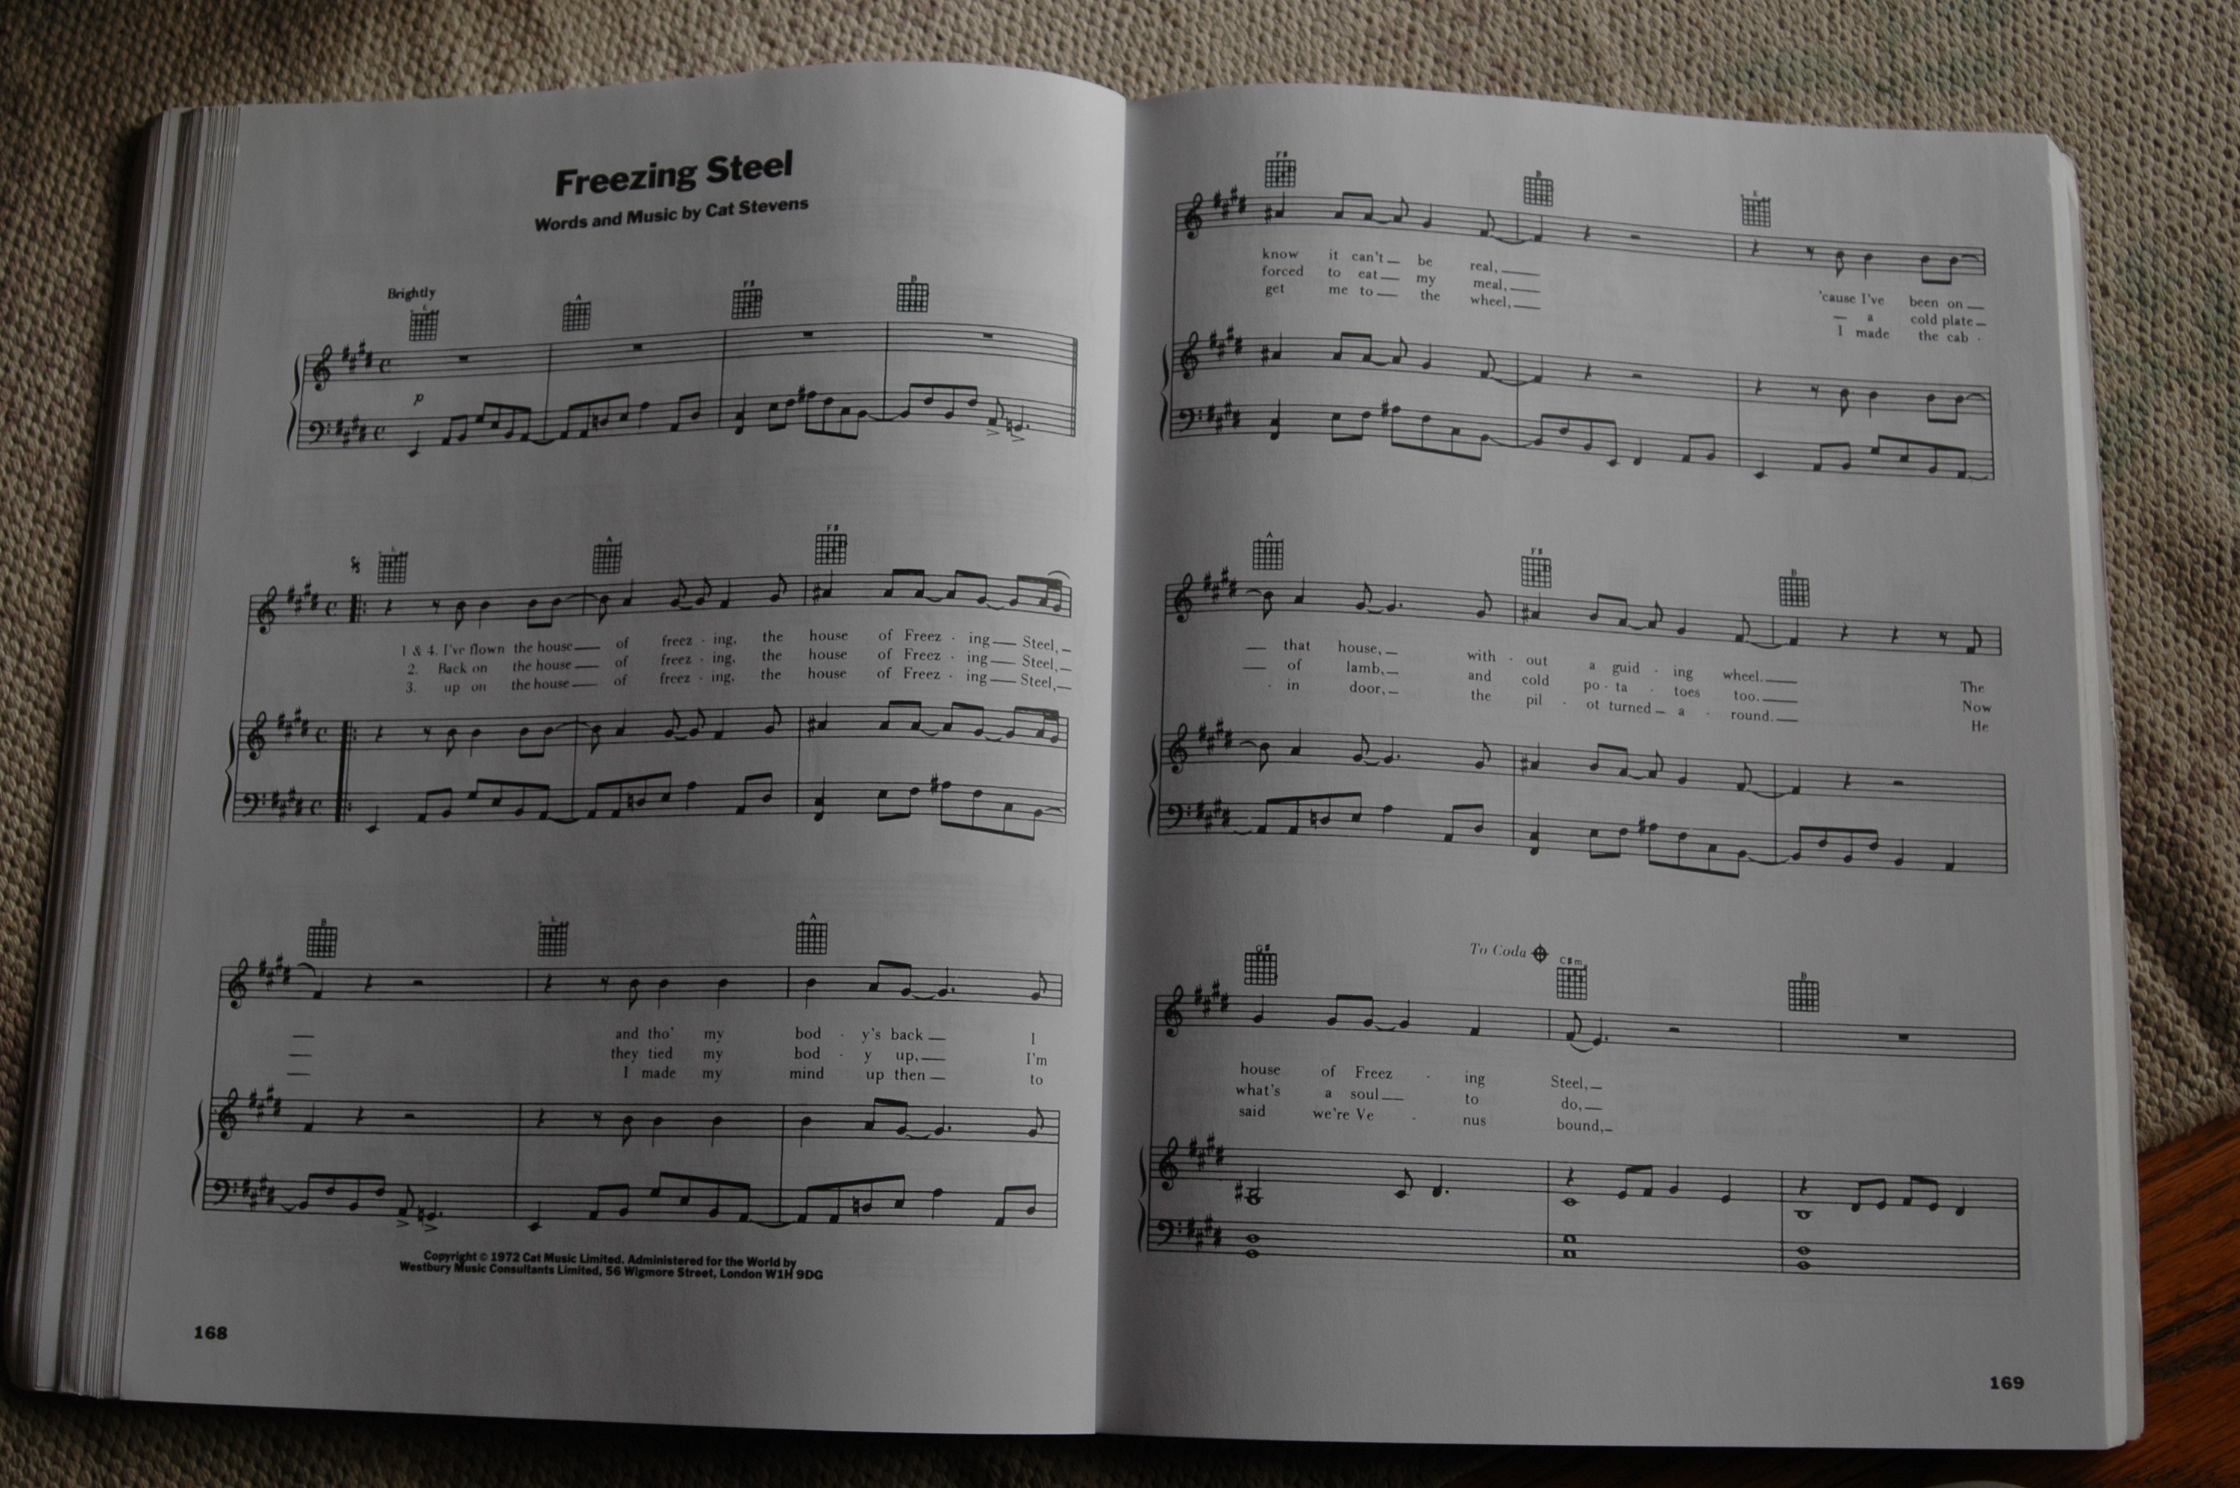 Freezing Steel
Words and Music by Cat Stevens
Brightly
E A F# B
p
E A F#
1 & 4. I've flown the house — of freez - ing, the house of Freez - ing — Steel, —
2. Back on the house — of freez - ing, the house of Freez - ing — Steel, —
3. up on the house — of freez - ing, the house of Freez - ing — Steel, —
B E A
— and tho' my bod - y's back — I
— they tied my bod - y up, — I'm
— I made my mind up then — to
Copyright © 1972 Cat Music Limited. Administered for the World by
Westbury Music Consultants Limited, 56 Wigmore Street, London W1H 9DG
168
F# B E
know it can't — be real, — 'cause I've been on —
forced to eat — my meal, — — a cold plate —
get me to — the wheel, — I made the cab -
A F# B
— that house, — with - out a guid - ing wheel. — The
— of lamb, — and cold po - ta - toes too. — Now
- in door, — the pil - ot turned — a - round. — He
To Coda
G# C#m B
house of Freez - ing Steel, —
what's a soul — to do, —
said we're Ve - nus bound, —
169